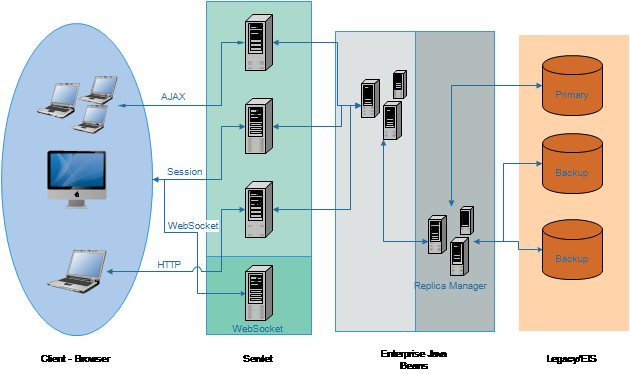 AJAX
Primary
Session
Backup
WebSocket
HTTP
Backup
Replica Manager
WebSocket
Client - Browser
Servlet
Enterprise Java
Beans
Legacy/EIS